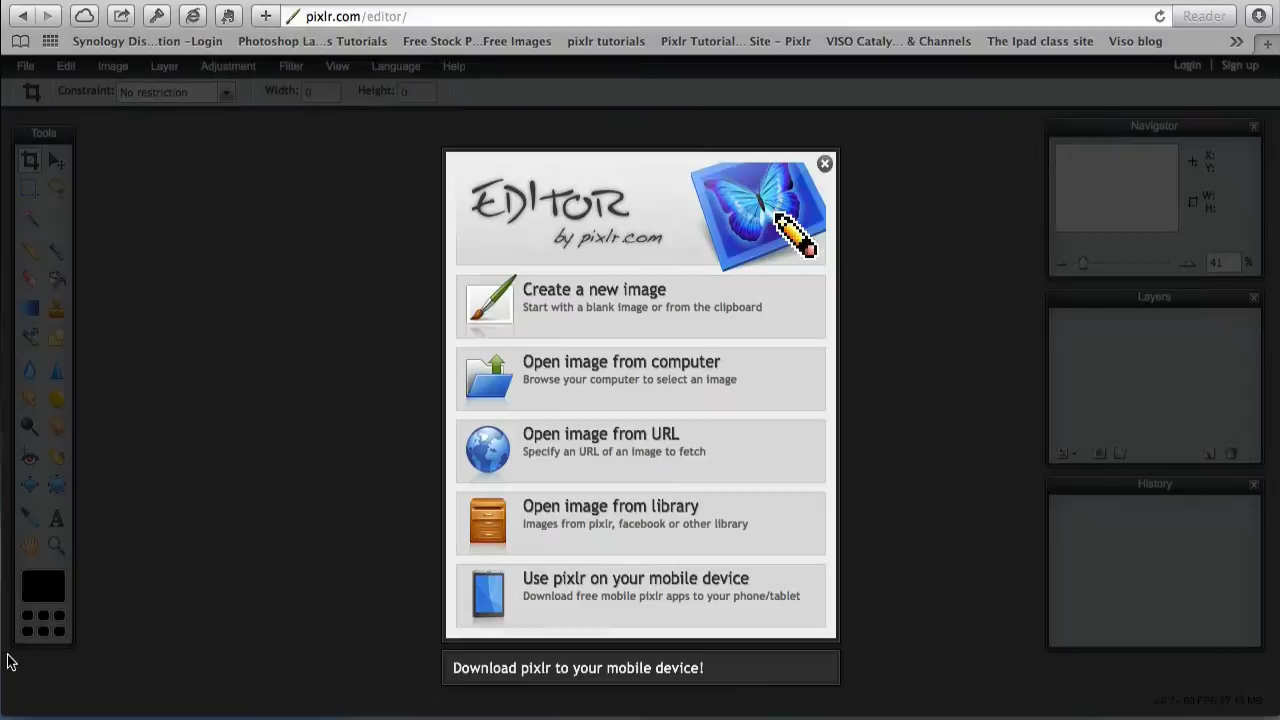 pixlr.com/editor/
Reader
Synology Dis...tion -Login
Photoshop La...s Tutorials
Free Stock P...Free Images
pixlr tutorials
Pixlr Tutorial... Site - Pixlr
VISO Cataly... & Channels
The Ipad class site
Viso blog
File Edit Image Layer Adjustment Filter View Language Help
Login | Sign up
Constraint: No restriction Width: 0 Height: 0
Tools
EDITOR
by pixlr.com
Create a new image
Start with a blank image or from the clipboard
Open image from computer
Browse your computer to select an image
Open image from URL
Specify an URL of an image to fetch
Open image from library
Images from pixlr, facebook or other library
Use pixlr on your mobile device
Download free mobile pixlr apps to your phone/tablet
Download pixlr to your mobile device!
Navigator
X:
Y:
W:
H:
41 %
Layers
History